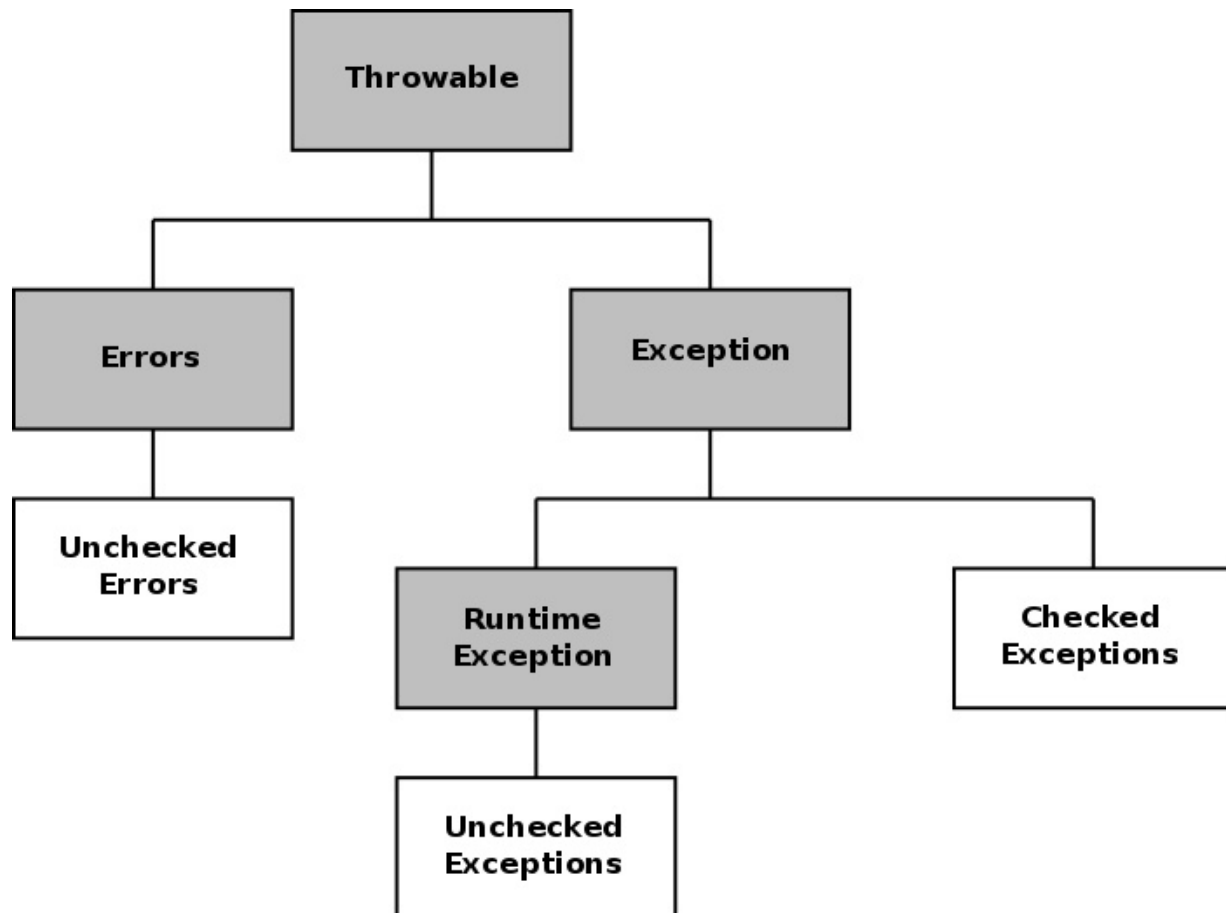 Throwable
Errors
Exception
Unchecked
Errors
Runtime
Exception
Checked
Exceptions
Unchecked
Exceptions